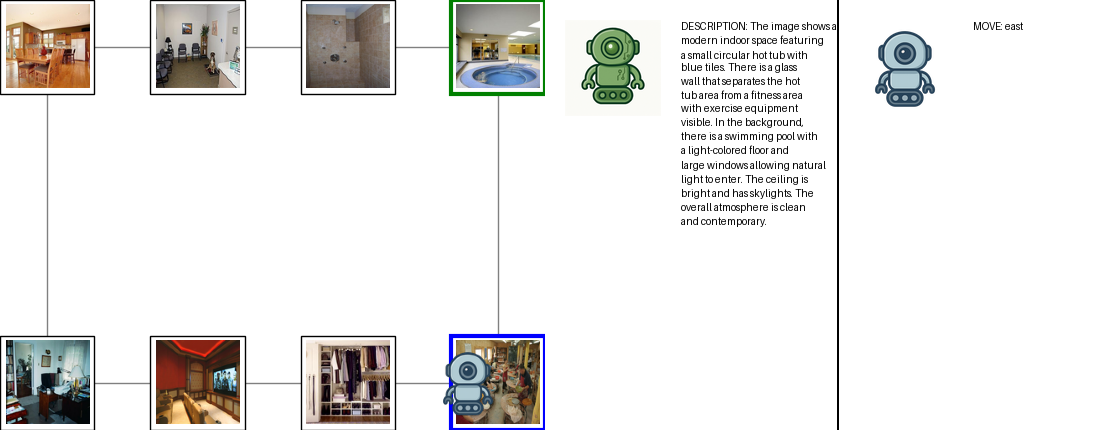 DESCRIPTION: The image shows a
modern indoor space featuring
a small circular hot tub with
blue tiles. There is a glass
wall that separates the hot
tub area from a fitness area
with exercise equipment
visible. In the background,
there is a swimming pool with
a light-colored floor and
large windows allowing natural
light to enter. The ceiling is
bright and has skylights. The
overall atmosphere is clean
and contemporary.
MOVE: east